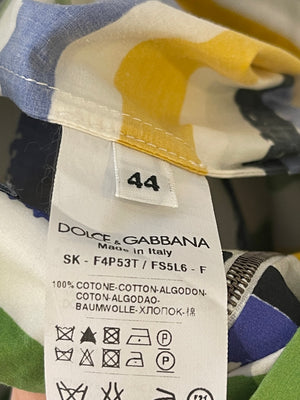 44
DOLCE & GABBANA
Made in Italy
SK - F4P53T / FS5L6 - F
100% COTONE-COTTON-ALGODON-
COTON-ALGODAO-
BAUMWOLLE-ХЛОПОК-棉
P
P